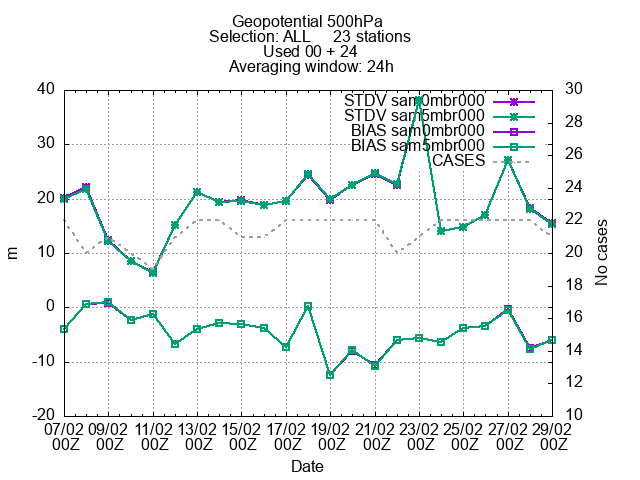 Geopotential 500hPa
Selection: ALL 23 stations
Used 00 + 24
Averaging window: 24h
STDV sam0mbr000
STDV sam5mbr000
BIAS sam0mbr000
BIAS sam5mbr000
CASES
40
30
20
10
0
-10
-20
m
30
28
26
24
22
20
18
16
14
12
10
No cases
07/02 09/02 11/02 13/02 15/02 17/02 19/02 21/02 23/02 25/02 27/02 29/02
00Z 00Z 00Z 00Z 00Z 00Z 00Z 00Z 00Z 00Z 00Z 00Z
Date